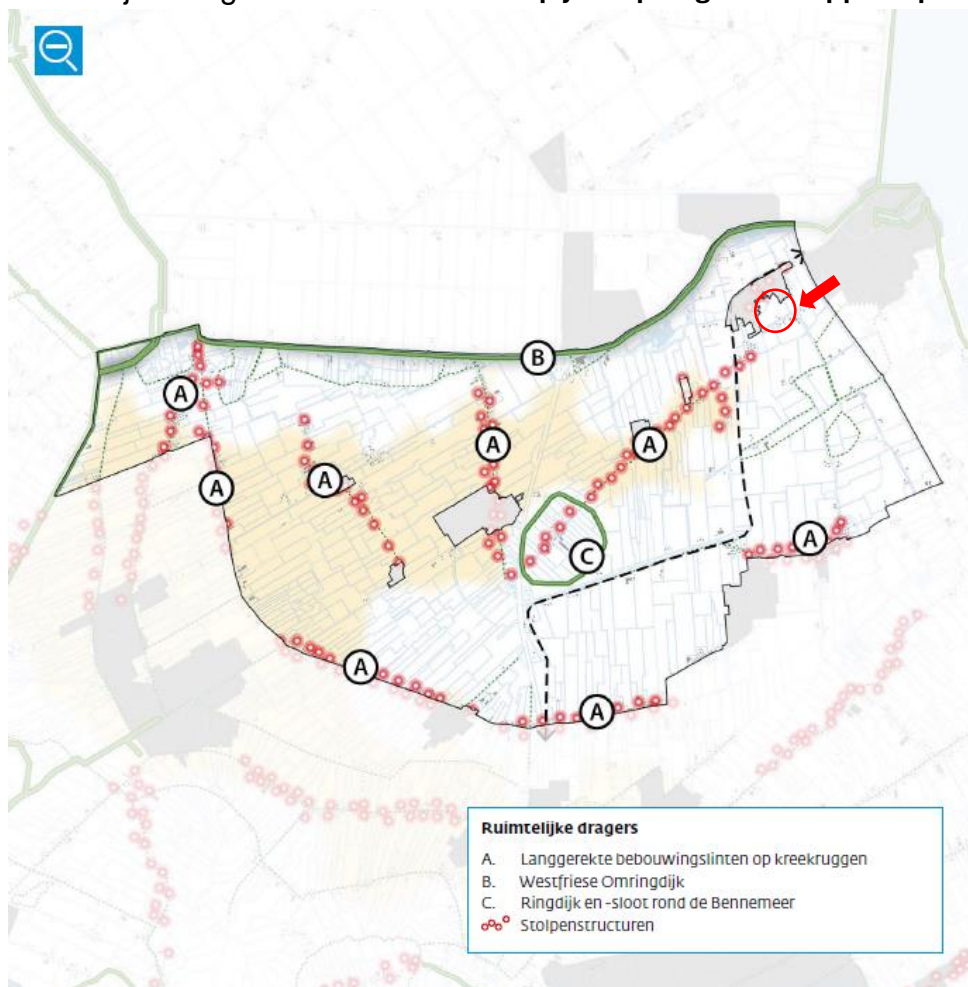 B
A
A
A
A
A
C
A
A
A
Ruimtelijke dragers
A. Langgerekte bebouwingslinten op kreekruggen
B. Westfriese Omringdijk
C. Ringdijk en -sloot rond de Bennemeer
Stolpenstructuren